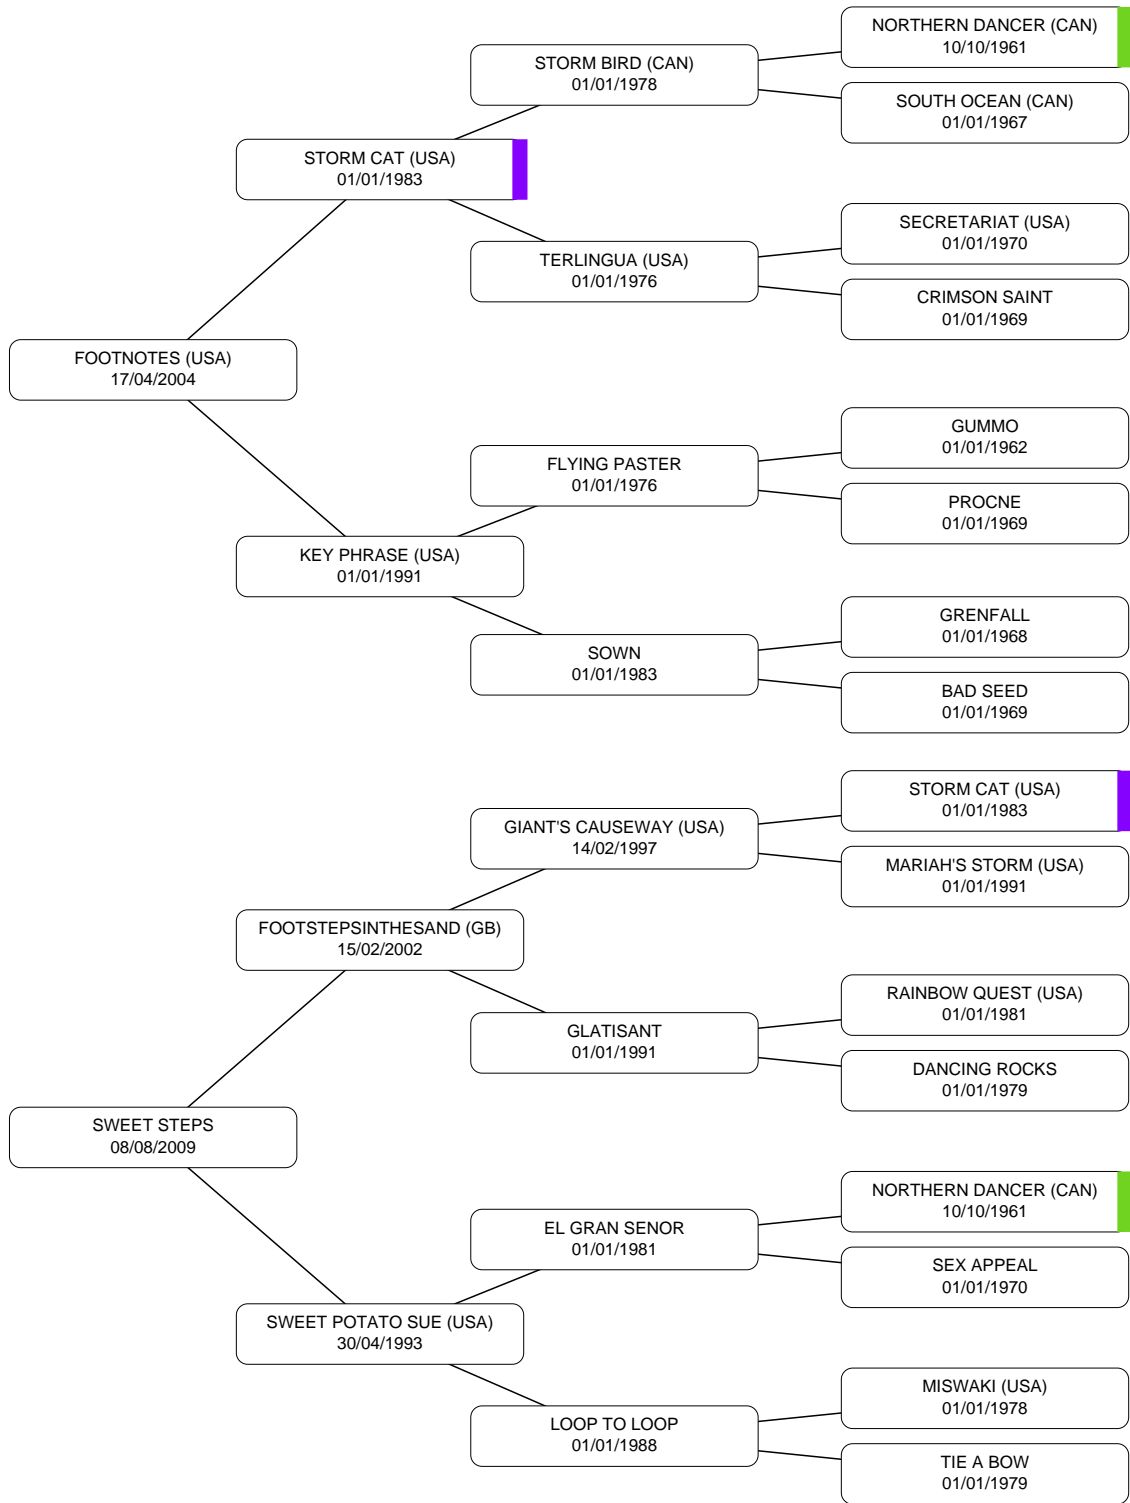 NORTHERN DANCER (CAN)
10/10/1961
STORM BIRD (CAN)
01/01/1978
SOUTH OCEAN (CAN)
01/01/1967
STORM CAT (USA)
01/01/1983
SECRETARIAT (USA)
01/01/1970
TERLINGUA (USA)
01/01/1976
CRIMSON SAINT
01/01/1969
FOOTNOTES (USA)
17/04/2004
GUMMO
01/01/1962
FLYING PASTER
01/01/1976
PROCNE
01/01/1969
KEY PHRASE (USA)
01/01/1991
GRENFALL
01/01/1968
SOWN
01/01/1983
BAD SEED
01/01/1969
STORM CAT (USA)
01/01/1983
GIANT'S CAUSEWAY (USA)
14/02/1997
MARIAH'S STORM (USA)
01/01/1991
FOOTSTEPSINTHESAND (GB)
15/02/2002
RAINBOW QUEST (USA)
01/01/1981
GLATISANT
01/01/1991
DANCING ROCKS
01/01/1979
SWEET STEPS
08/08/2009
NORTHERN DANCER (CAN)
10/10/1961
EL GRAN SENOR
01/01/1981
SEX APPEAL
01/01/1970
SWEET POTATO SUE (USA)
30/04/1993
MISWAKI (USA)
01/01/1978
LOOP TO LOOP
01/01/1988
TIE A BOW
01/01/1979